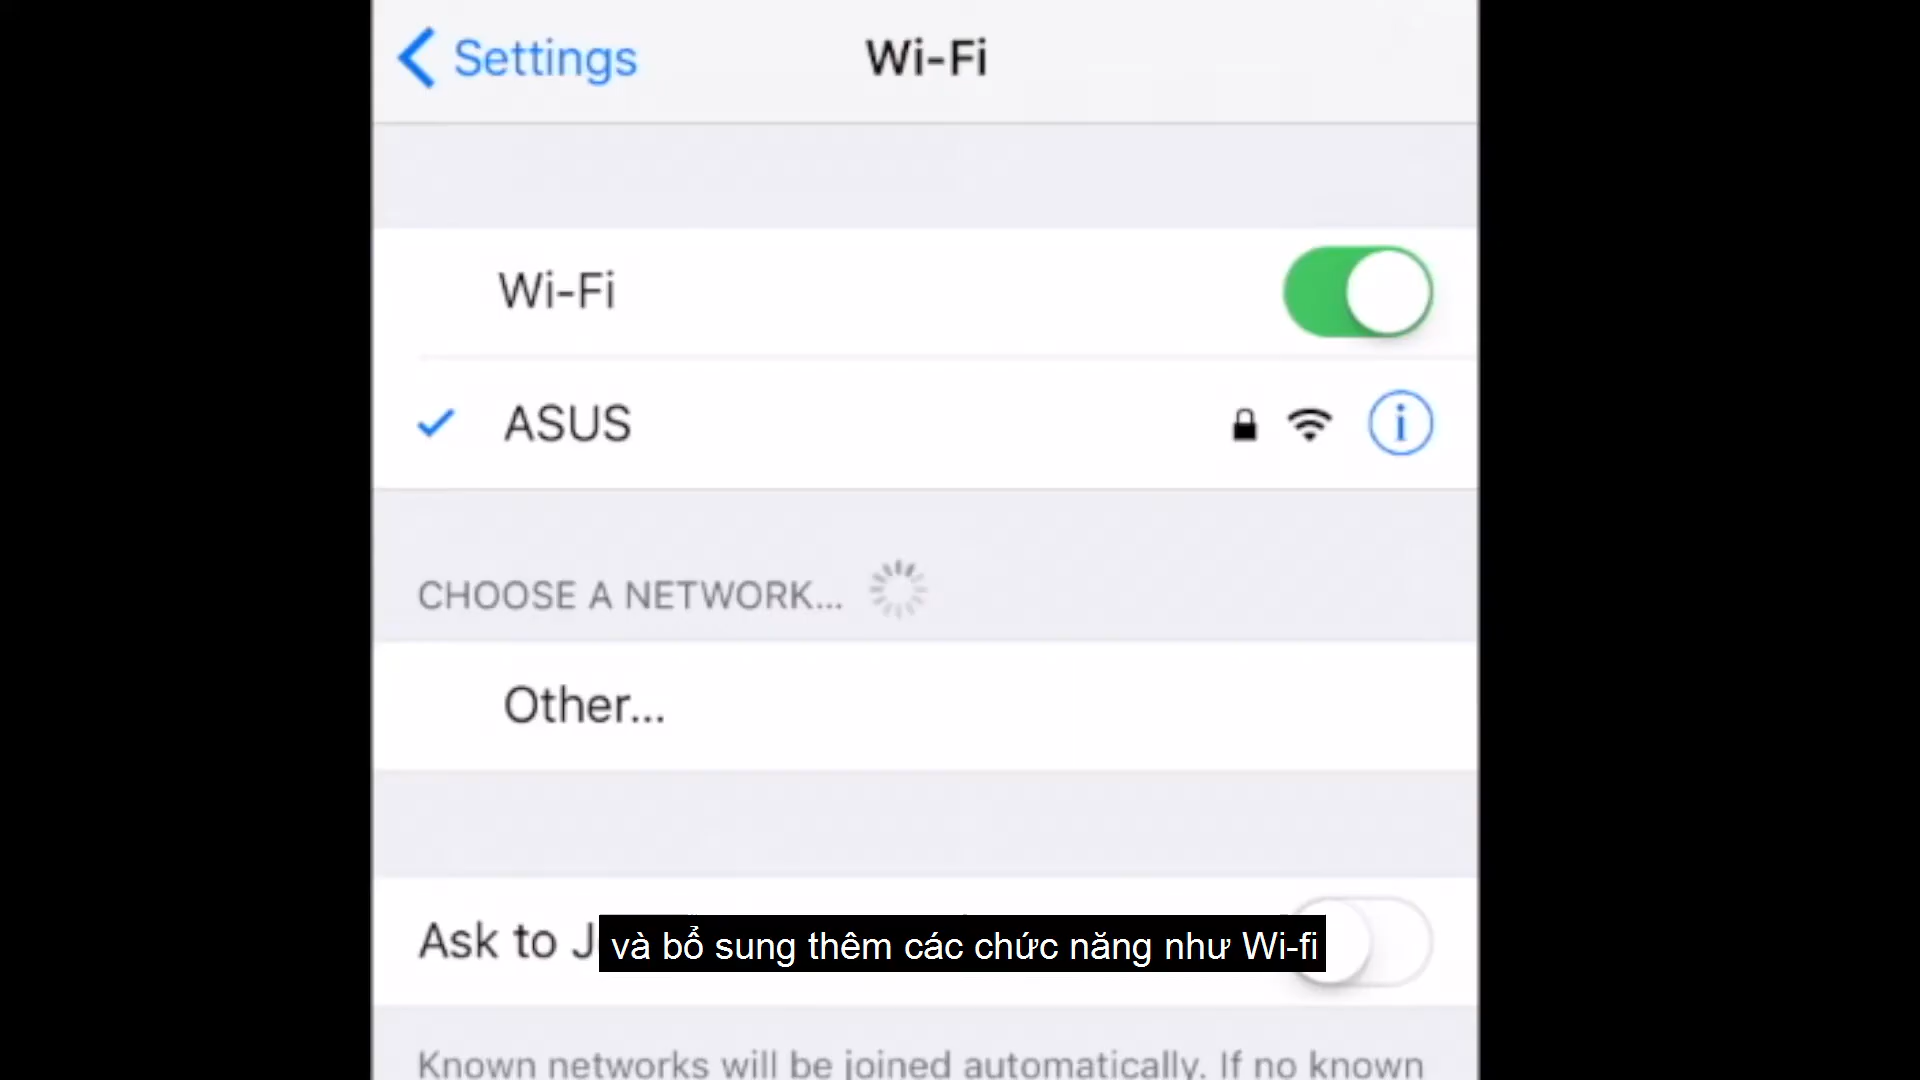 Settings
Wi-Fi
Wi-Fi
ASUS
CHOOSE A NETWORK...
Other...
Ask to
và bổ sung thêm các chức năng như Wi-fi
Known networks will be joined automatically. If no known